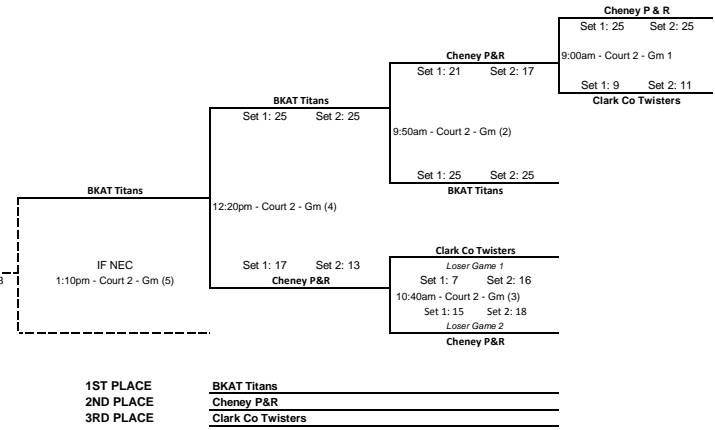 Cheney P & R
Set 1: 25 Set 2: 25
9:00am - Court 2 - Gm 1
Set 1: 9 Set 2: 11
Clark Co Twisters
Cheney P&R
Set 1: 21 Set 2: 17
9:50am - Court 2 - Gm (2)
Set 1: 25 Set 2: 25
BKAT Titans
BKAT Titans
Set 1: 25 Set 2: 25
12:20pm - Court 2 - Gm (4)
Set 1: 17 Set 2: 13
Cheney P&R
BKAT Titans
IF NEC
1:10pm - Court 2 - Gm (5)
Clark Co Twisters
Loser Game 1
Set 1: 7 Set 2: 16
10:40am - Court 2 - Gm (3)
Set 1: 15 Set 2: 18
Loser Game 2
Cheney P&R
1ST PLACE BKAT Titans
2ND PLACE Cheney P&R
3RD PLACE Clark Co Twisters